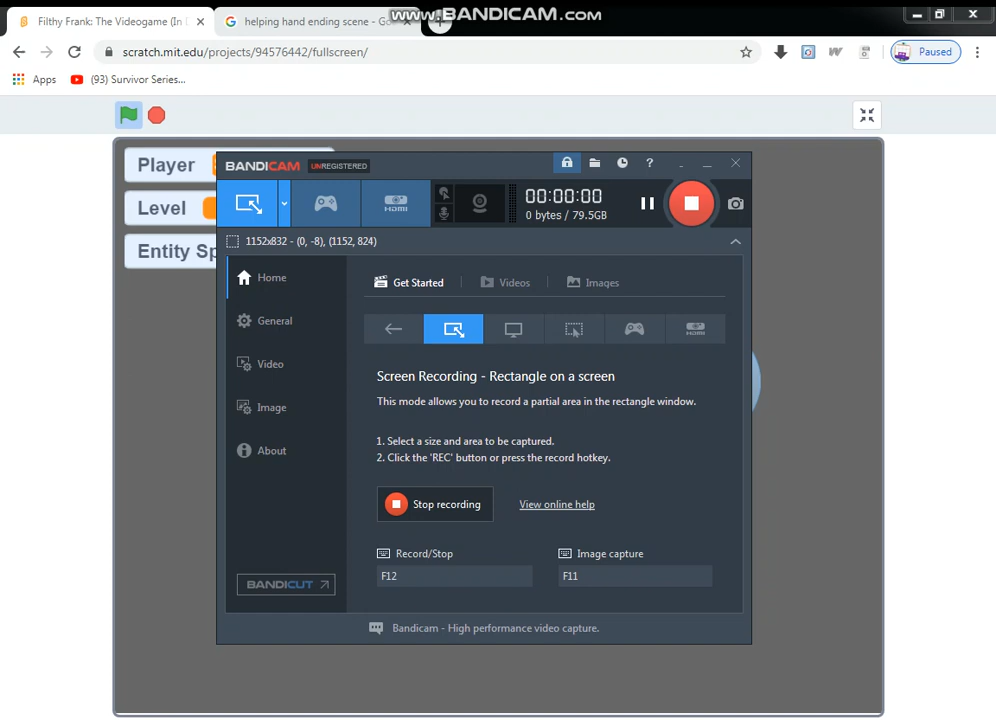 Filthy Frank: The Videogame (In D
helping hand ending scene - Go
www.BANDICAM.com
scratch.mit.edu/projects/94576442/fullscreen/
Paused
Apps
(93) Survivor Series...
Player
Level
Entity Sp
BANDICAM
UNREGISTERED
HDMI
00:00:00
0 bytes / 79.5GB
1152x832 - (0, -8), (1152, 824)
Home
General
Video
Image
About
BANDICUT
Get Started
Videos
Images
HDMI
Screen Recording - Rectangle on a screen
This mode allows you to record a partial area in the rectangle window.
1. Select a size and area to be captured.
2. Click the 'REC' button or press the record hotkey.
Stop recording
View online help
Record/Stop
Image capture
F12
F11
Bandicam - High performance video capture.